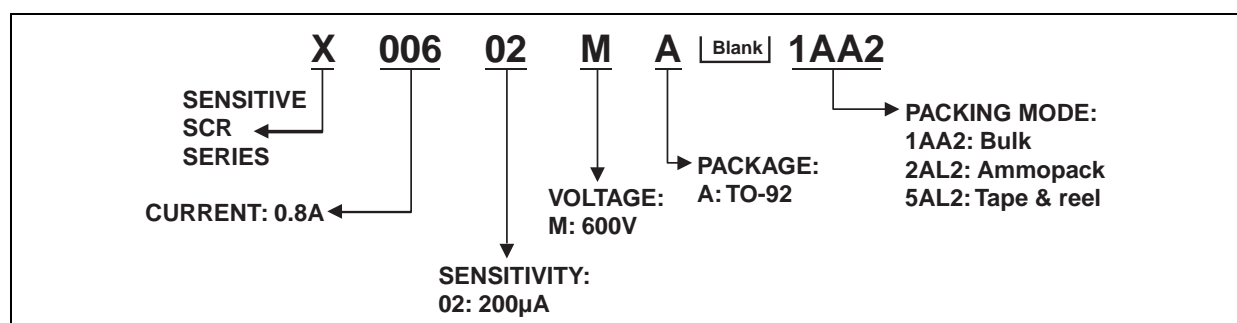 X 006 02 M A Blank 1AA2
SENSITIVE
SCR
SERIES
CURRENT: 0.8A
SENSITIVITY:
02: 200µA
VOLTAGE:
M: 600V
PACKAGE:
A: TO-92
PACKING MODE:
1AA2: Bulk
2AL2: Ammopack
5AL2: Tape & reel